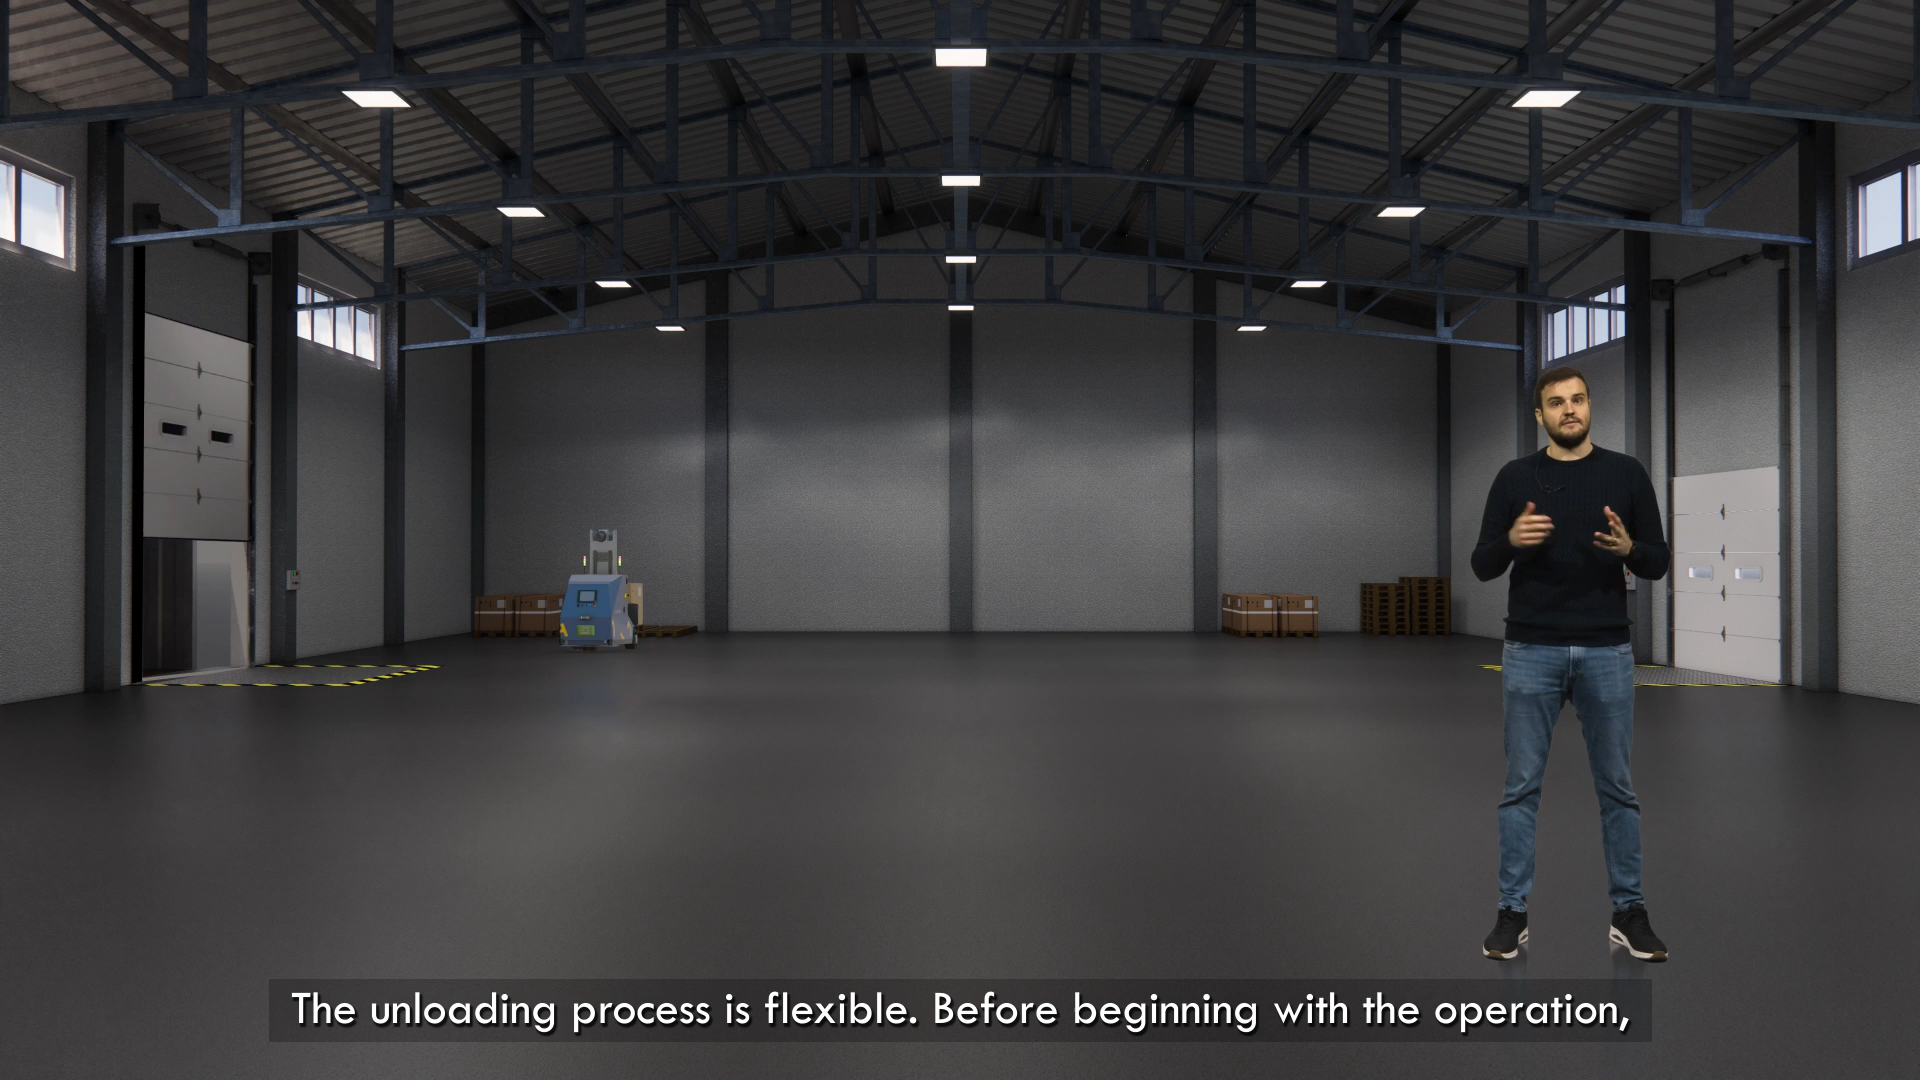 The unloading process is flexible. Before beginning with the operation,